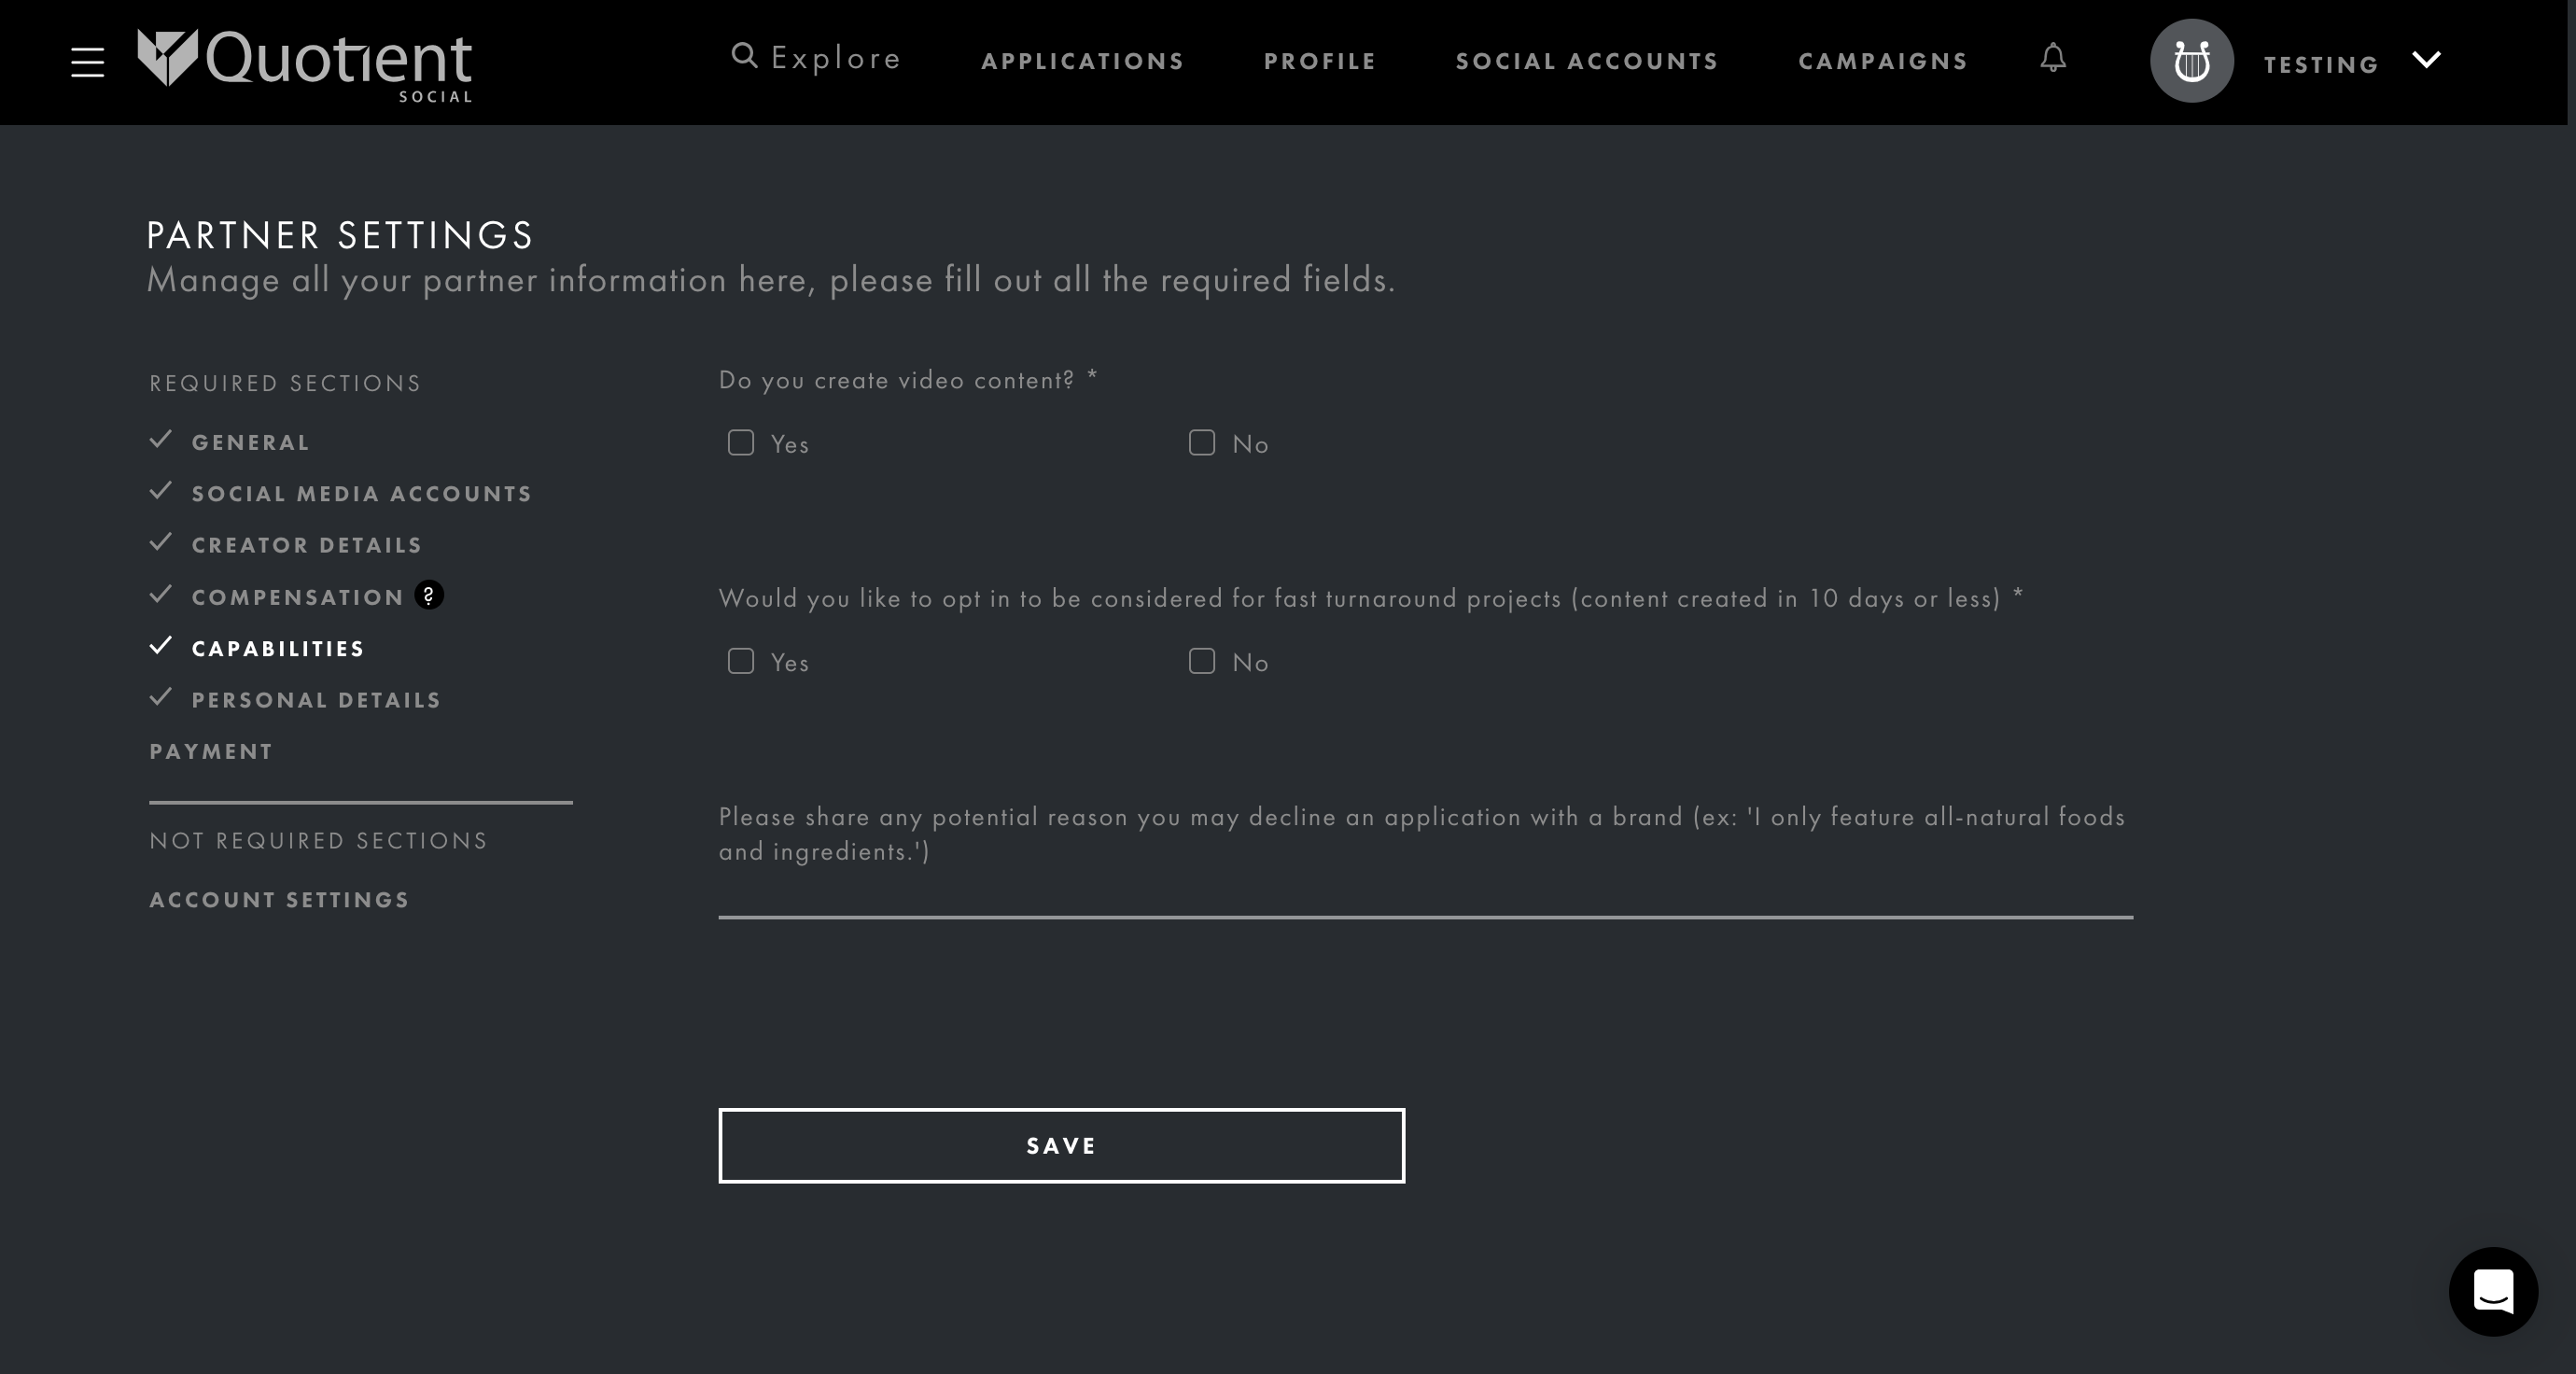 Quotient
SOCIAL
Explore
APPLICATIONS
PROFILE
SOCIAL ACCOUNTS
CAMPAIGNS
TESTING
PARTNER SETTINGS
Manage all your partner information here, please fill out all the required fields.
REQUIRED SECTIONS
GENERAL
SOCIAL MEDIA ACCOUNTS
CREATOR DETAILS
COMPENSATION ?
CAPABILITIES
PERSONAL DETAILS
PAYMENT
NOT REQUIRED SECTIONS
ACCOUNT SETTINGS
Do you create video content? *
Yes
No
Would you like to opt in to be considered for fast turnaround projects (content created in 10 days or less) *
Yes
No
Please share any potential reason you may decline an application with a brand (ex: 'I only feature all-natural foods
and ingredients.')
SAVE